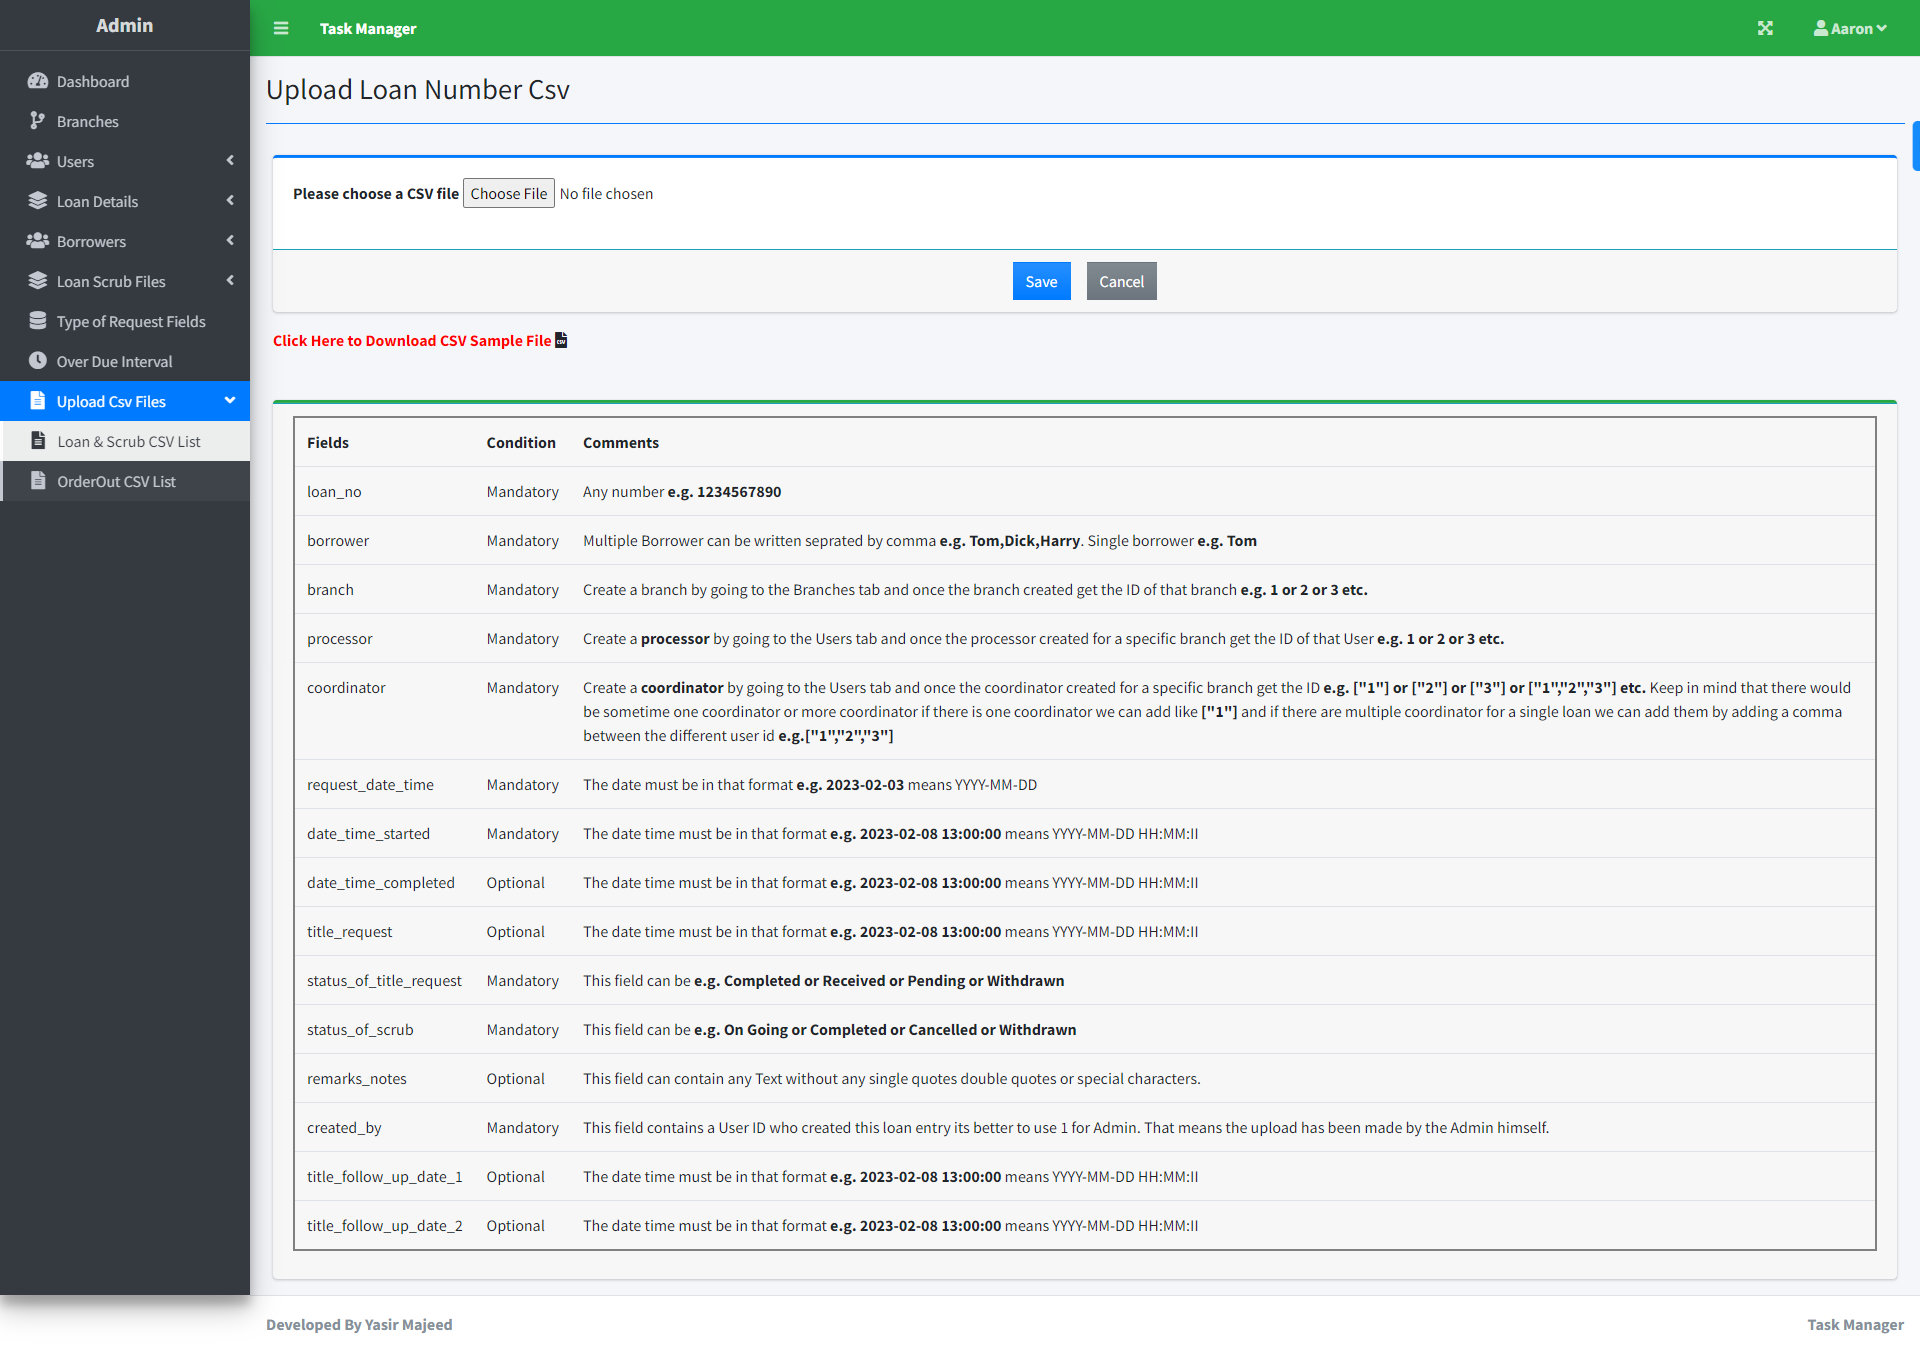 Admin
Task Manager
Aaron
Dashboard
Branches
Users
Loan Details
Borrowers
Loan Scrub Files
Type of Request Fields
Over Due Interval
Upload Csv Files
Loan & Scrub CSV List
OrderOut CSV List
Upload Loan Number Csv
Please choose a CSV file Choose File No file chosen
Save Cancel
Click Here to Download CSV Sample File
Fields Condition Comments
loan_no Mandatory Any number e.g. 1234567890
borrower Mandatory Multiple Borrower can be written seprated by comma e.g. Tom,Dick,Harry. Single borrower e.g. Tom
branch Mandatory Create a branch by going to the Branches tab and once the branch created get the ID of that branch e.g. 1 or 2 or 3 etc.
processor Mandatory Create a processor by going to the Users tab and once the processor created for a specific branch get the ID of that User e.g. 1 or 2 or 3 etc.
coordinator Mandatory Create a coordinator by going to the Users tab and once the coordinator created for a specific branch get the ID e.g. ["1"] or ["2"] or ["3"] or ["1","2","3"] etc. Keep in mind that there would
be sometime one coordinator or more coordinator if there is one coordinator we can add like ["1"] and if there are multiple coordinator for a single loan we can add them by adding a comma
between the different user id e.g.["1","2","3"]
request_date_time Mandatory The date must be in that format e.g. 2023-02-03 means YYYY-MM-DD
date_time_started Mandatory The date time must be in that format e.g. 2023-02-08 13:00:00 means YYYY-MM-DD HH:MM:II
date_time_completed Optional The date time must be in that format e.g. 2023-02-08 13:00:00 means YYYY-MM-DD HH:MM:II
title_request Optional The date time must be in that format e.g. 2023-02-08 13:00:00 means YYYY-MM-DD HH:MM:II
status_of_title_request Mandatory This field can be e.g. Completed or Received or Pending or Withdrawn
status_of_scrub Mandatory This field can be e.g. On Going or Completed or Cancelled or Withdrawn
remarks_notes Optional This field can contain any Text without any single quotes double quotes or special characters.
created_by Mandatory This field contains a User ID who created this loan entry its better to use 1 for Admin. That means the upload has been made by the Admin himself.
title_follow_up_date_1 Optional The date time must be in that format e.g. 2023-02-08 13:00:00 means YYYY-MM-DD HH:MM:II
title_follow_up_date_2 Optional The date time must be in that format e.g. 2023-02-08 13:00:00 means YYYY-MM-DD HH:MM:II
Developed By Yasir Majeed
Task Manager